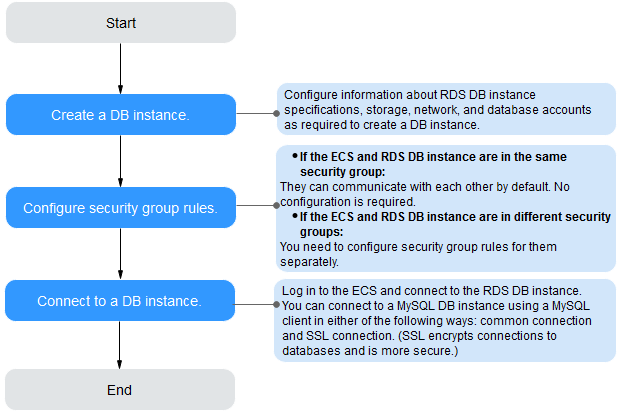 Start
Create a DB instance.
Configure information about RDS DB instance
specifications, storage, network, and database accounts
as required to create a DB instance.
Configure security group rules.
•If the ECS and RDS DB instance are in the same
security group:
They can communicate with each other by default. No
configuration is required.
•If the ECS and RDS DB instance are in different security
groups:
You need to configure security group rules for them
separately.
Connect to a DB instance.
Log in to the ECS and connect to the RDS DB instance.
You can connect to a MySQL DB instance using a MySQL
client in either of the following ways: common connection
and SSL connection. (SSL encrypts connections to
databases and is more secure.)
End